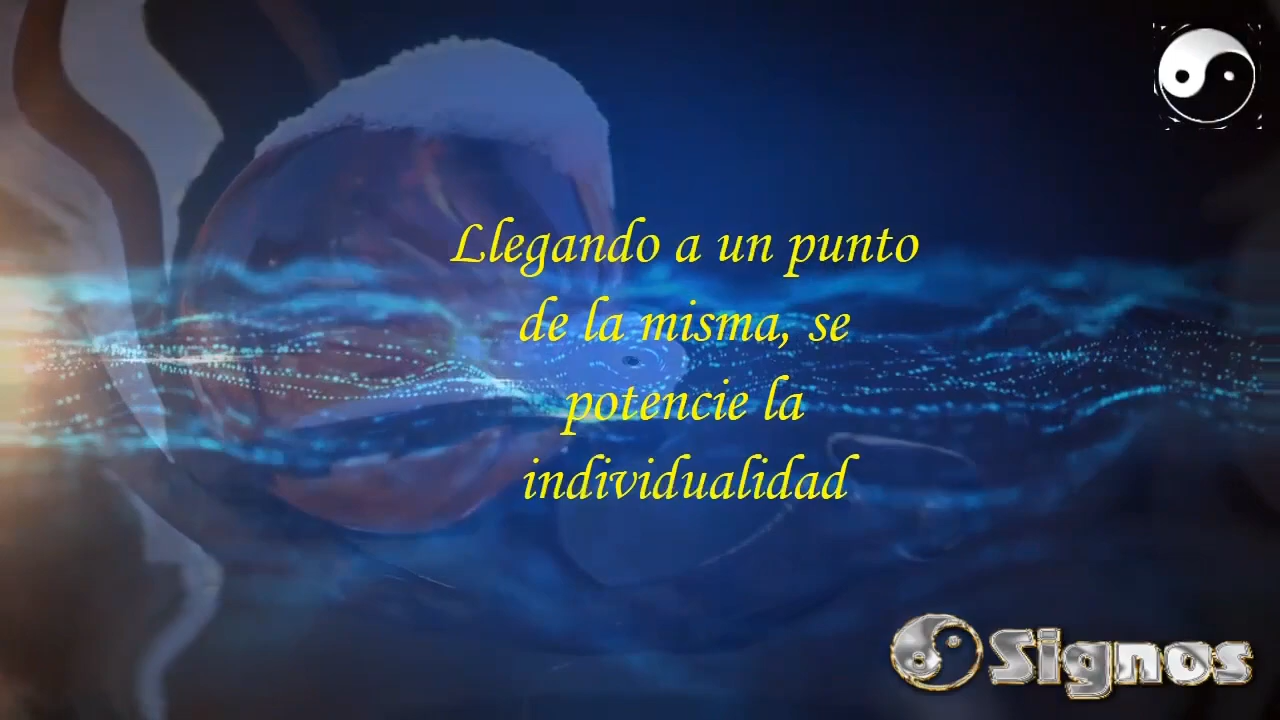 Llegando a un punto
de la misma, se
potencie la
individualidad
Signos